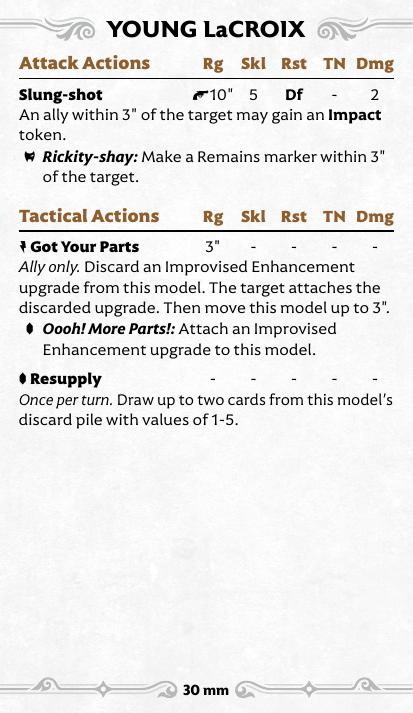 YOUNG LaCROIX
Attack Actions Rg Skl Rst TN Dmg
Slung-shot 10" 5 Df - 2
An ally within 3" of the target may gain an Impact
token.
Rickity-shay: Make a Remains marker within 3"
of the target.
Tactical Actions Rg Skl Rst TN Dmg
Got Your Parts 3" - - - -
Ally only. Discard an Improvised Enhancement
upgrade from this model. The target attaches the
discarded upgrade. Then move this model up to 3".
Oooh! More Parts!: Attach an Improvised
Enhancement upgrade to this model.
Resupply - - - - -
Once per turn. Draw up to two cards from this model’s
discard pile with values of 1-5.
30 mm